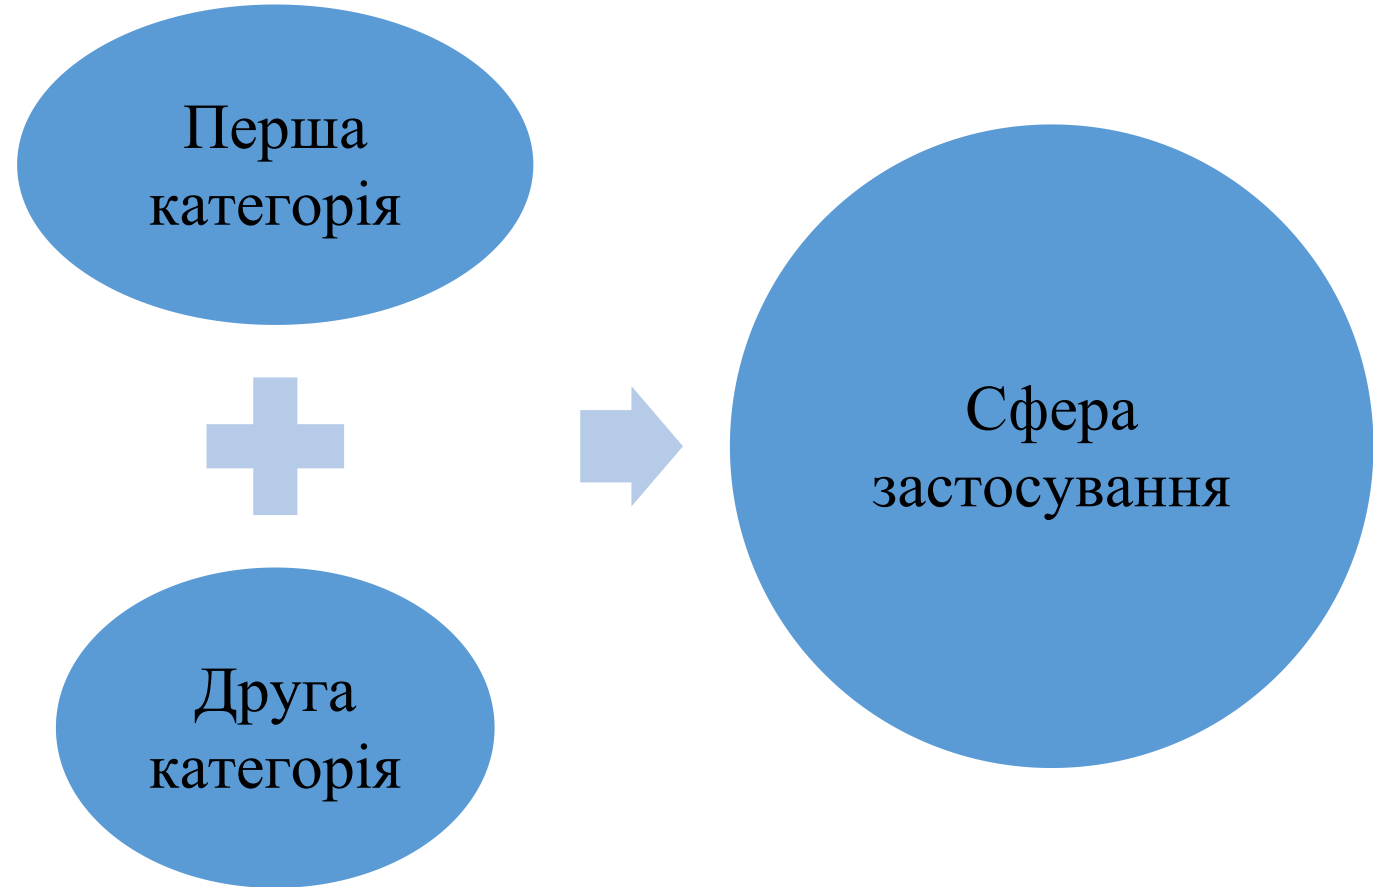 Перша
категорія
Друга
категорія
Сфера
застосування